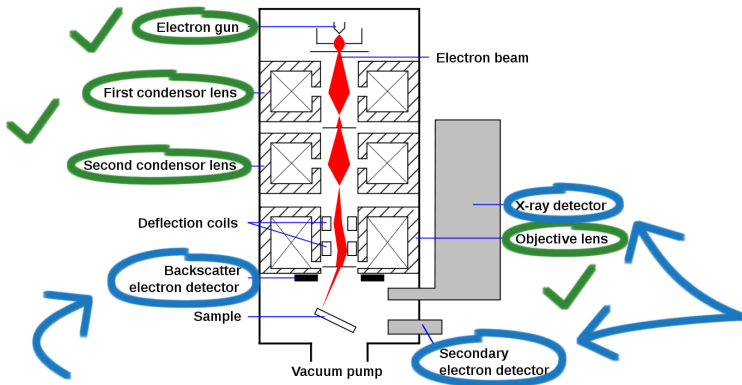 Electron gun
Electron beam
First condensor lens
Second condensor lens
X-ray detector
Deflection coils
Objective lens
Backscatter
electron detector
Sample
Secondary
electron detector
Vacuum pump